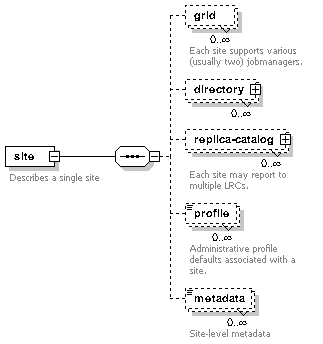 grid
0..∞
Each site supports various
(usually two) jobmanagers.
directory
0..∞
replica-catalog
0..∞
Each site may report to
multiple LRCs.
site
Describes a single site
profile
0..∞
Administrative profile
defaults associated with a
site.
metadata
0..∞
Site-level metadata